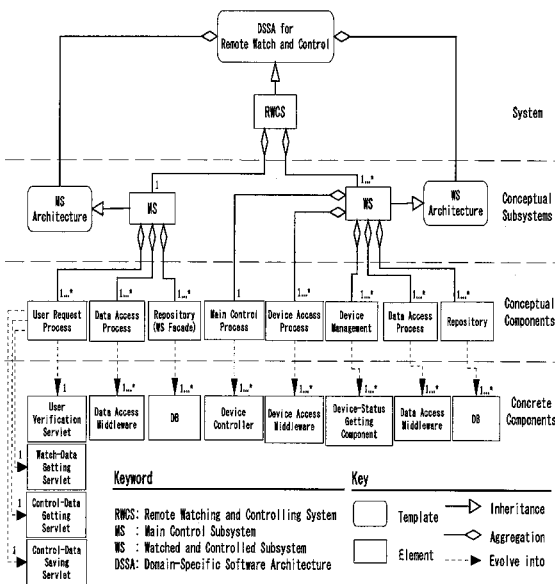 DSSA for
Remote Watch and Control
RWCS
System
1
1...*
MS
Architecture
MS
WS
WS
Architecture
Conceptual
Subsystems
1...*
1...*
1...*
1
1...*
1...*
1...*
1...*
User Request
Process
Data Access
Process
Repository
(WS Facade)
Main Control
Process
Device Access
Process
Device
Management
Data Access
Process
Repository
Conceptual
Components
1
1...*
1...*
1...*
1...*
1...*
1...*
1...*
User
Verification
Servlet
Data Access
Middleware
DB
Device
Controller
Device Access
Middleware
Device-Status
Getting
Component
Data Access
Middleware
DB
Concrete
Components
1
Watch-Data
Getting
Servlet
1
Control-Data
Getting
Servlet
1
Control-Data
Saving
Servlet
Keyword
RWCS: Remote Watching and Controlling System
MS : Main Control Subsystem
WS : Watched and Controlled Subsystem
DSSA: Domain-Specific Software Architecture
Key
Template
Element
Inheritance
Aggregation
Evolve into